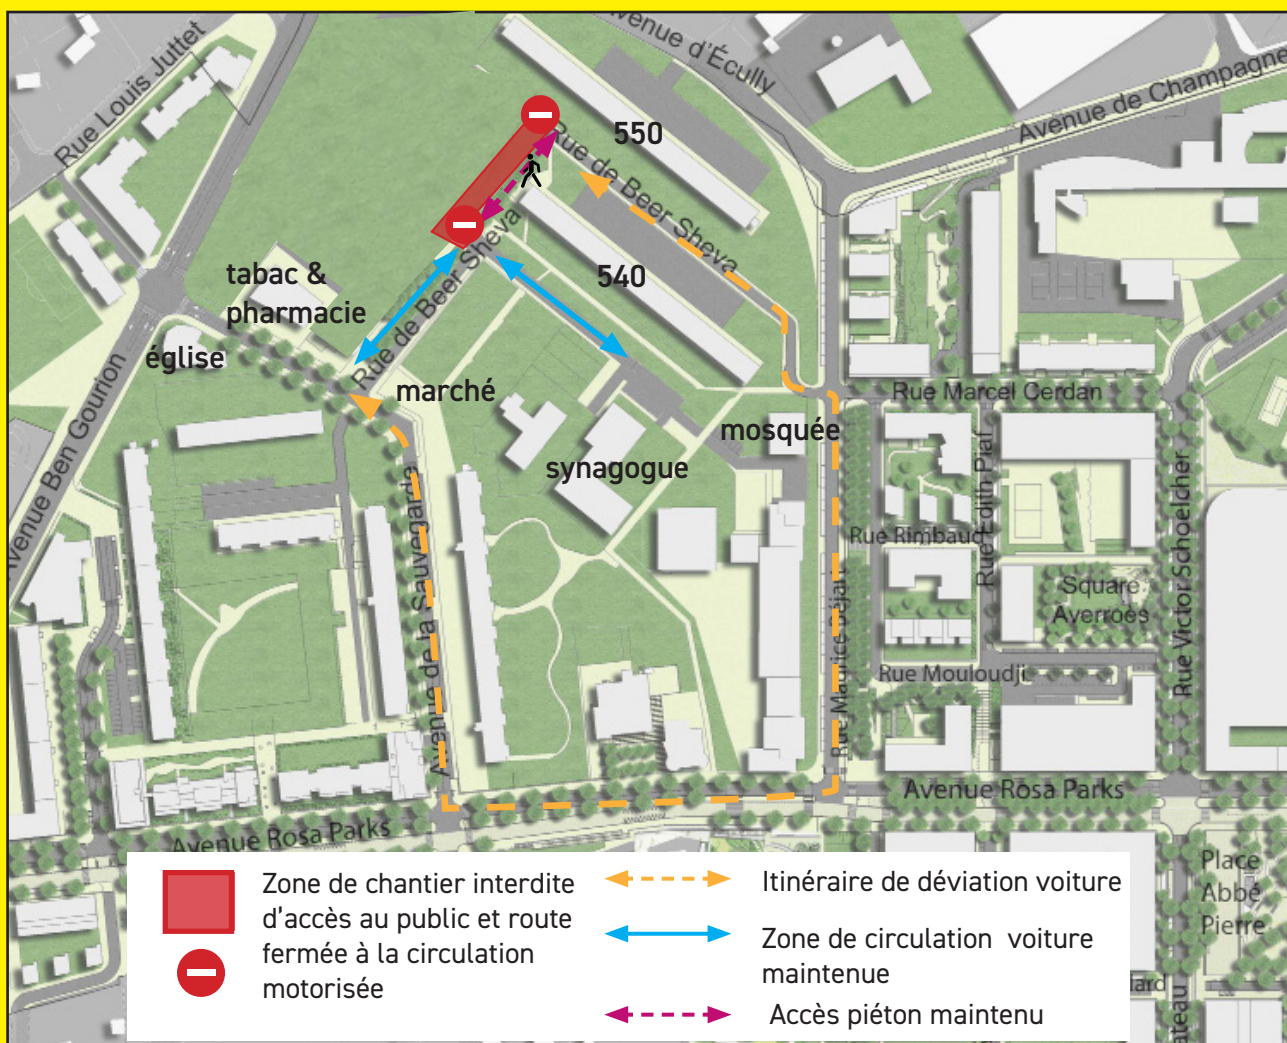 Rue Louis Juttet
Avenue d'Écully
Avenue de Champagne
550
Rue de Beer Sheva
540
Rue de Beer Sheva
tabac &
pharmacie
église
marché
mosquée
synagogue
Avenue Ben Gourion
Avenue de la Sauvegarde
Rue Marcel Cerdan
Rue Edith Piaf
Rue Rimbaud
Square
Averroès
Rue Victor Schoelcher
Rue Maurice Béjart
Rue Mouloudji
Avenue Rosa Parks
Avenue Rosa Parks
Place
Abbé
Pierre
Zone de chantier interdite
d'accès au public et route
fermée à la circulation
motorisée
Itinéraire de déviation voiture
Zone de circulation voiture
maintenue
Accès piéton maintenu